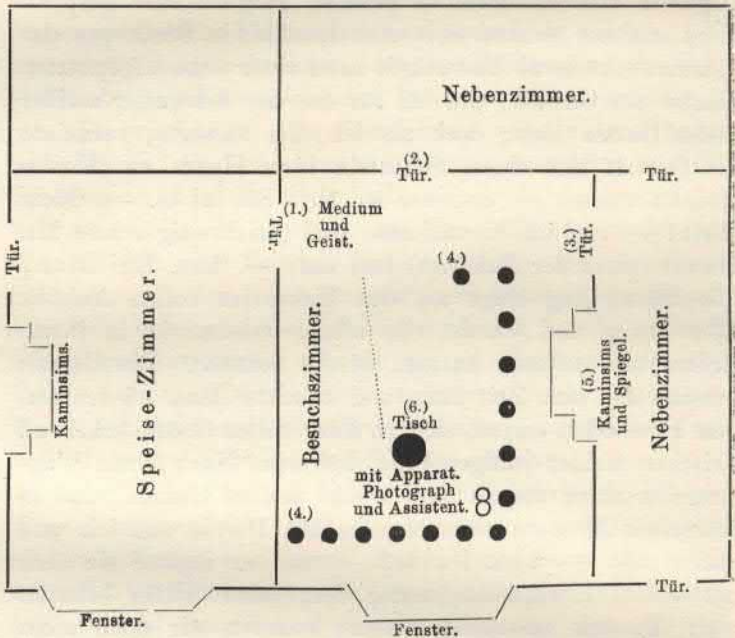 Nebenzimmer.
(2.)
Tür.
Tür.
(1.) Medium
und
Geist.
Tür.
Tür.
(3.)
Tür.
(4.)
Kaminsims.
Speise-Zimmer.
Besuchszimmer.
(5.)
Kaminsims
und Spiegel.
Nebenzimmer.
(6.)
Tisch
mit Apparat.
Photograph
und Assistent.
(4.)
Tür.
Fenster.
Fenster.